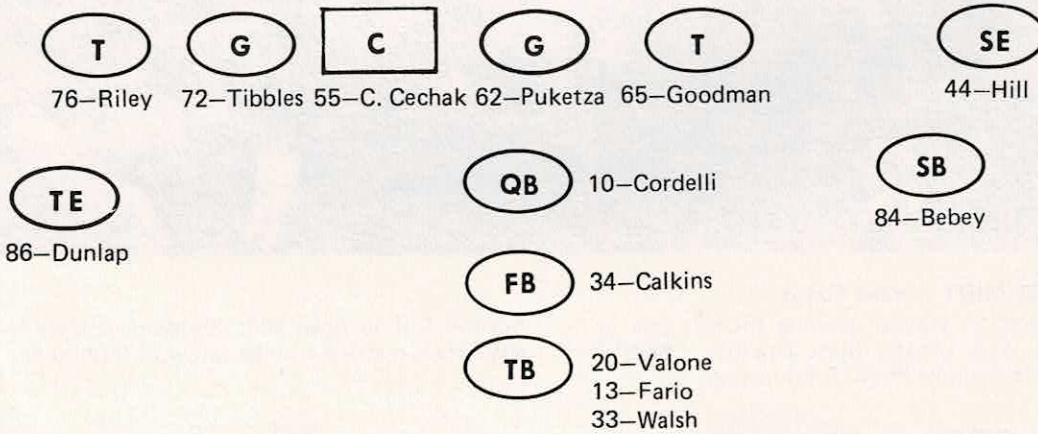 T G C G T SE
76—Riley 72—Tibbles 55—C. Cechak 62—Puketza 65—Goodman 44—Hill
TE QB 10—Cordelli SB
86—Dunlap 84—Bebey
FB 34—Calkins
TB 20—Valone
13—Fario
33—Walsh